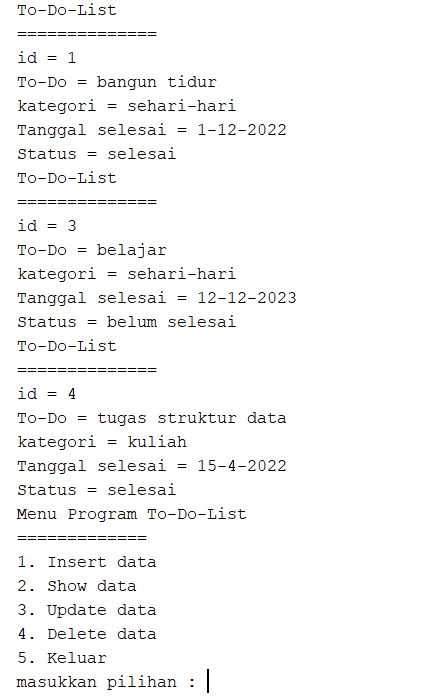 To-Do-List
==============
id = 1
To-Do = bangun tidur
kategori = sehari-hari
Tanggal selesai = 1-12-2022
Status = selesai
To-Do-List
==============
id = 3
To-Do = belajar
kategori = sehari-hari
Tanggal selesai = 12-12-2023
Status = belum selesai
To-Do-List
==============
id = 4
To-Do = tugas struktur data
kategori = kuliah
Tanggal selesai = 15-4-2022
Status = selesai
Menu Program To-Do-List
=============
1. Insert data
2. Show data
3. Update data
4. Delete data
5. Keluar
masukkan pilihan :